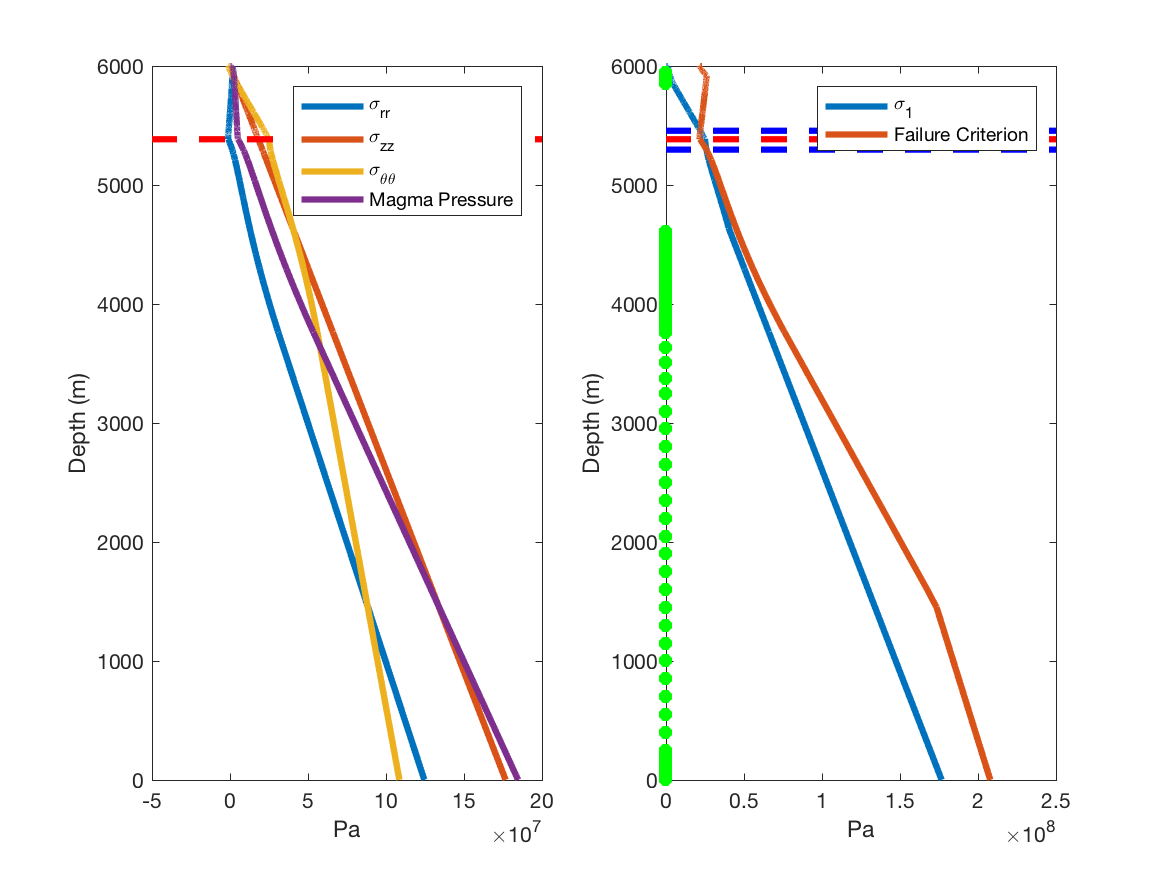 6000
5000
4000
3000
2000
1000
0
Depth (m)
-5 0 5 10 15 20
Pa
×10⁷
σrr
σzz
σθθ
Magma Pressure
6000
5000
4000
3000
2000
1000
0
Depth (m)
0 0.5 1 1.5 2 2.5
Pa
×10⁸
σ1
Failure Criterion